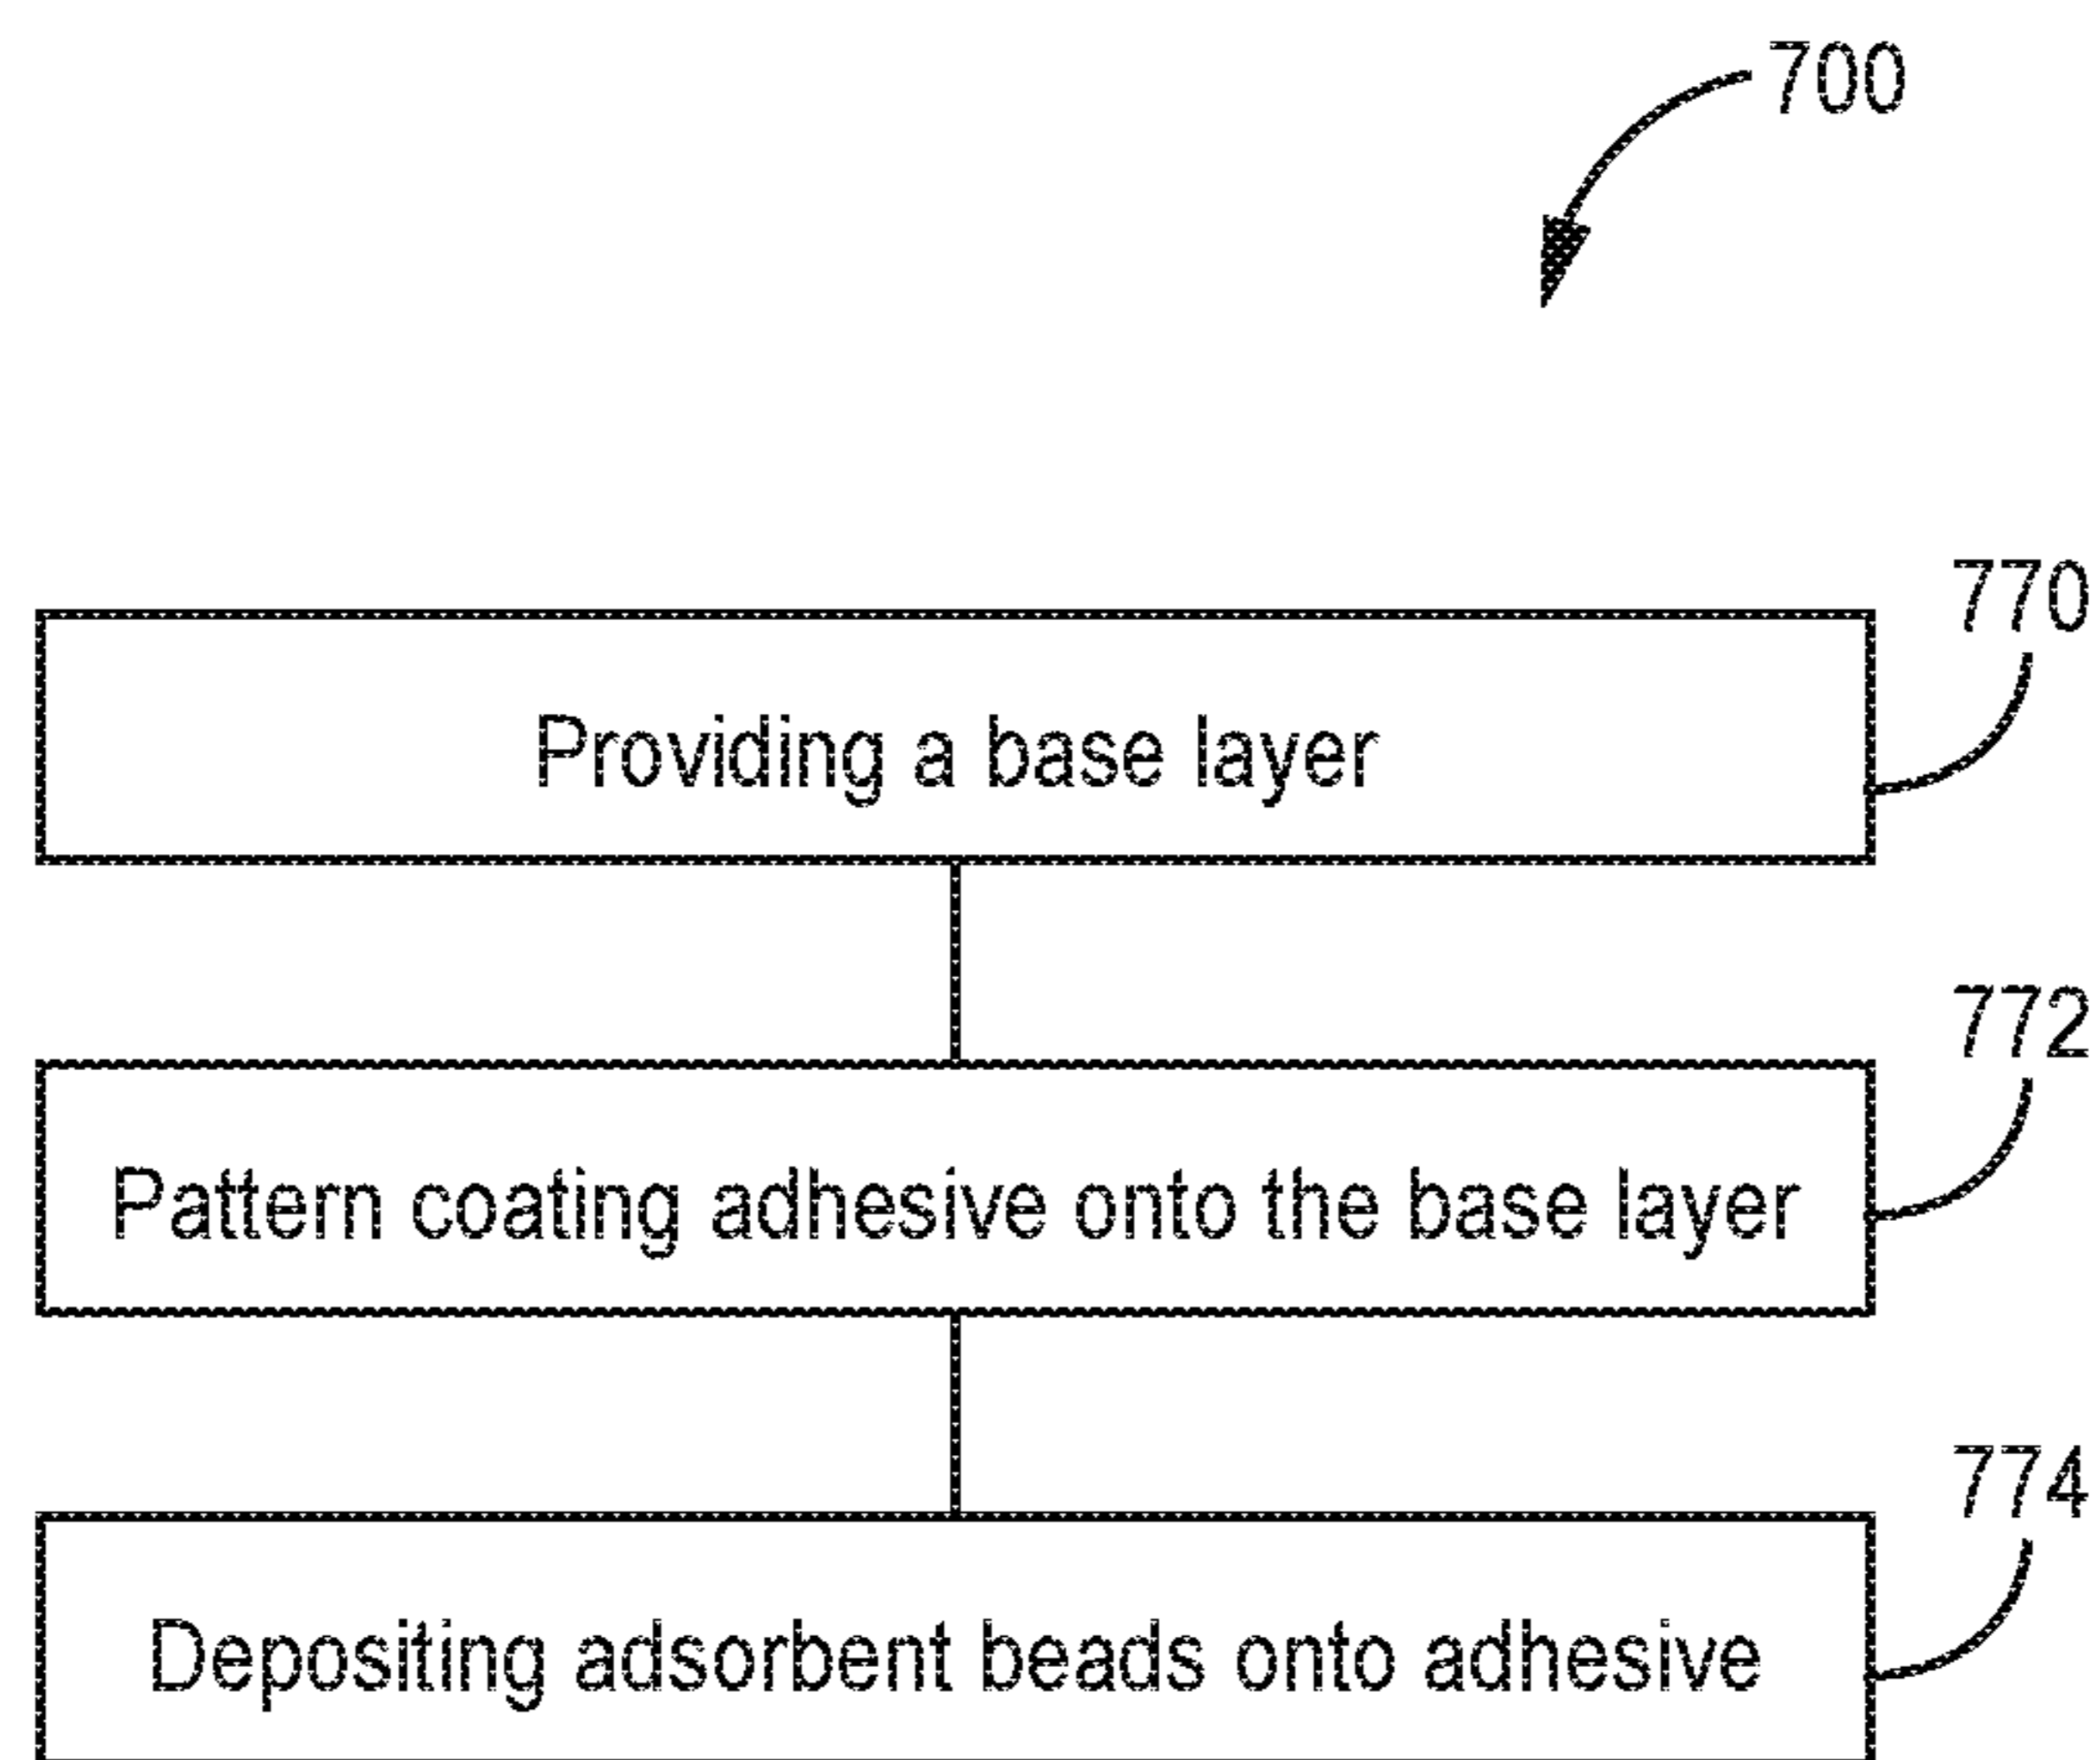 700
770
Providing a base layer
772
Pattern coating adhesive onto the base layer
774
Depositing adsorbent beads onto adhesive